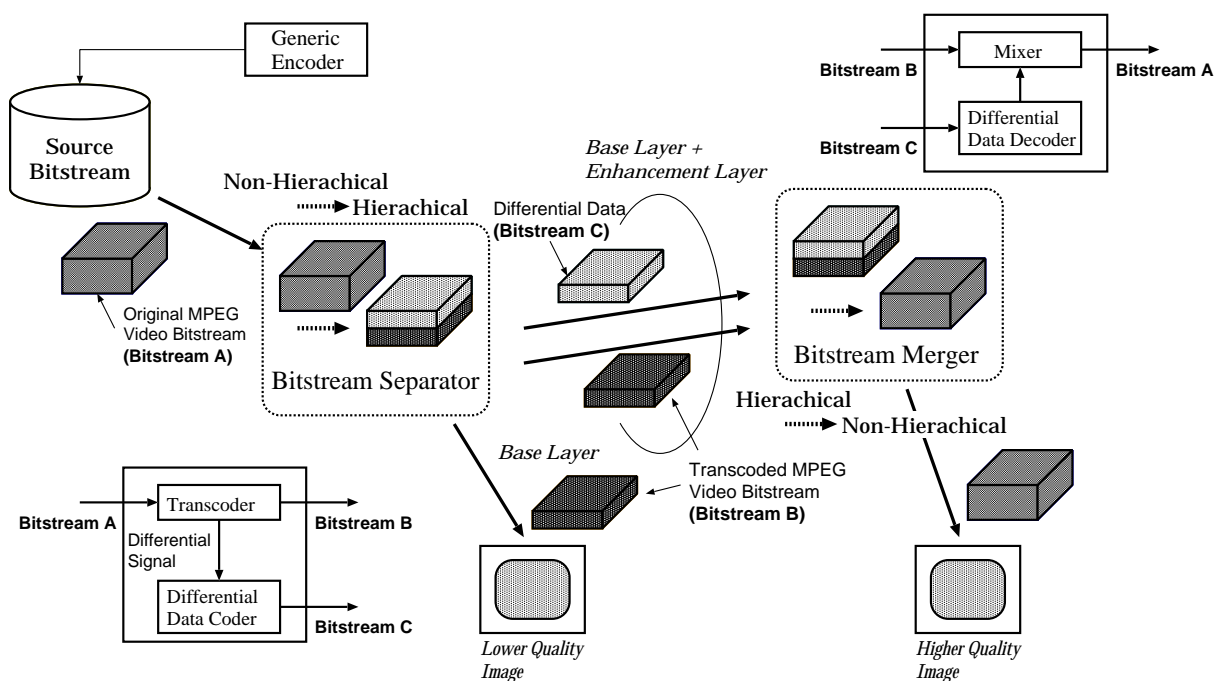 Generic
Encoder
Source
Bitstream
Non-Hierachical
Hierachical
Original MPEG
Video Bitstream
(Bitstream A)
Bitstream Separator
Base Layer +
Enhancement Layer
Differential Data
(Bitstream C)
Bitstream B
Mixer
Bitstream A
Bitstream C
Differential
Data Decoder
Bitstream Merger
Hierachical
Non-Hierachical
Base Layer
Transcoded MPEG
Video Bitstream
(Bitstream B)
Bitstream A
Transcoder
Bitstream B
Differential
Signal
Differential
Data Coder
Bitstream C
Lower Quality
Image
Higher Quality
Image